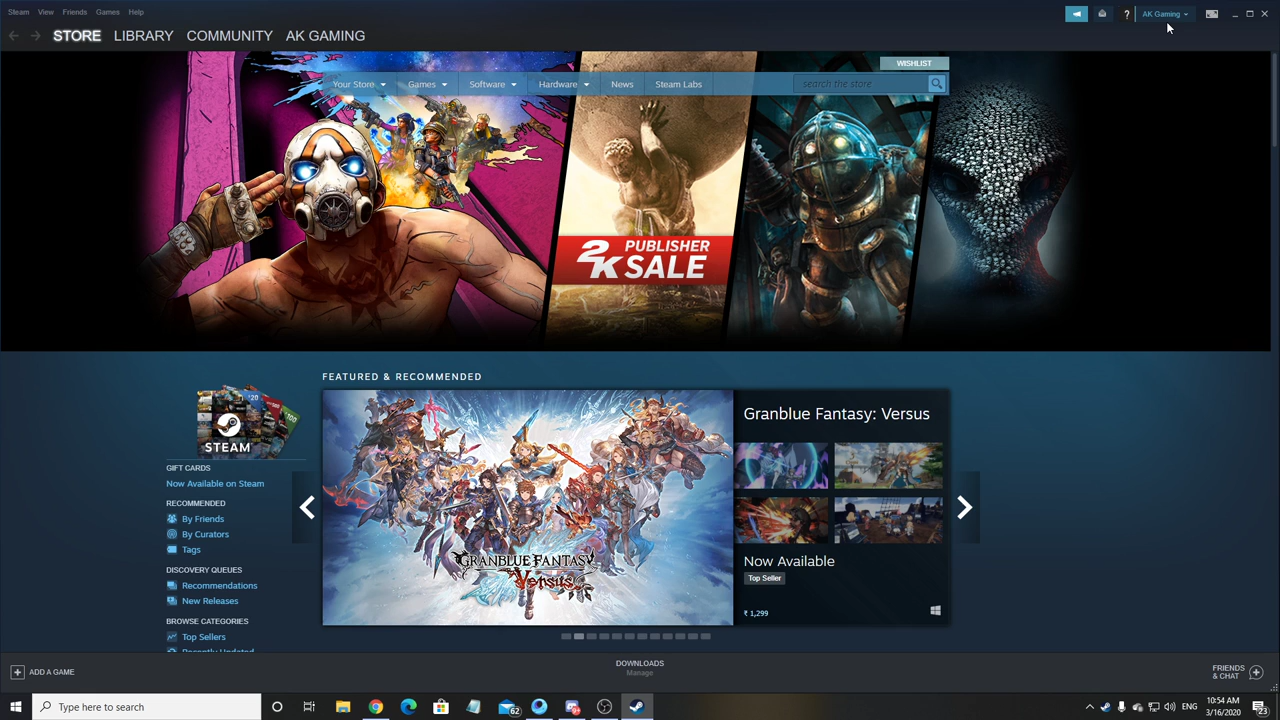 Steam View Friends Games Help
AK Gaming
STORE LIBRARY COMMUNITY AK GAMING
WISHLIST
Your Store Games Software Hardware News Steam Labs
search the store
2K PUBLISHER SALE
FEATURED & RECOMMENDED
STEAM
GIFT CARDS
Now Available on Steam
RECOMMENDED
By Friends
By Curators
Tags
DISCOVERY QUEUES
Recommendations
New Releases
BROWSE CATEGORIES
Top Sellers
Recently Updated
GRANBLUE FANTASY
Versus
Granblue Fantasy: Versus
Now Available
Top Seller
₹ 1,299
ADD A GAME
DOWNLOADS
Manage
FRIENDS
& CHAT
Type here to search
62
ENG
10:54 AM
3/16/2020
23